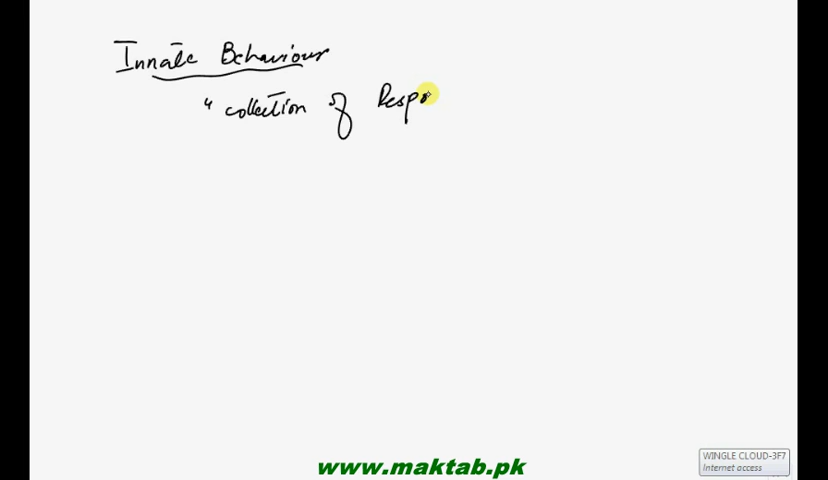 Innate Behaviour
" collection of Respo
www.maktab.pk
WINGLE CLOUD-3F7
Internet access